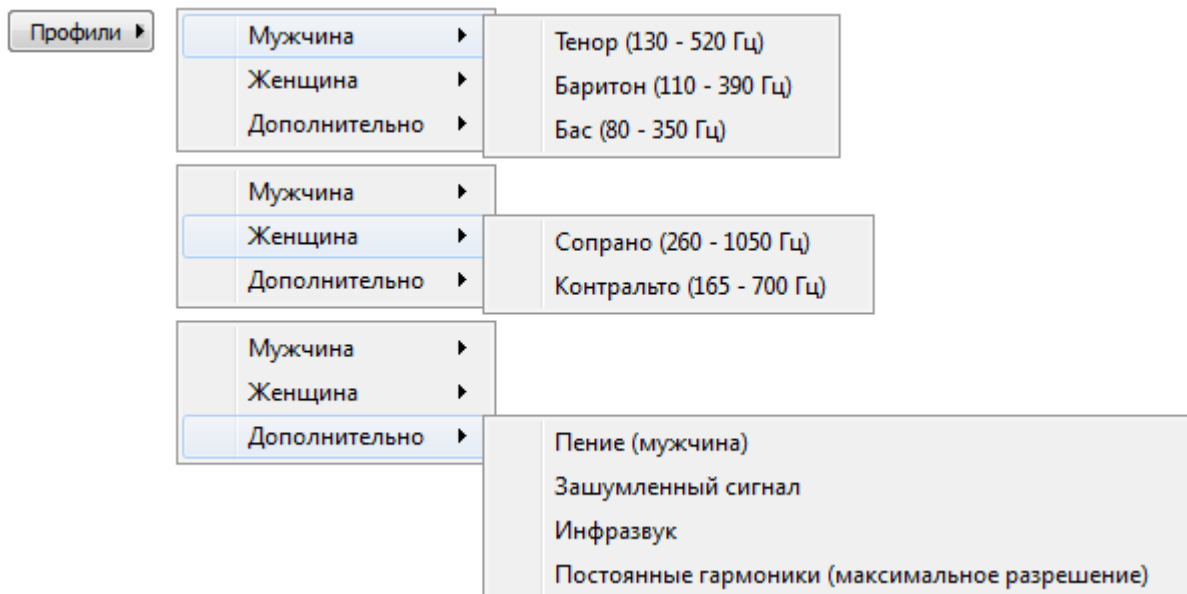 Профили
Мужчина
Женщина
Дополнительно
Тенор (130 - 520 Гц)
Баритон (110 - 390 Гц)
Бас (80 - 350 Гц)
Мужчина
Женщина
Дополнительно
Сопрано (260 - 1050 Гц)
Контральто (165 - 700 Гц)
Мужчина
Женщина
Дополнительно
Пение (мужчина)
Зашумленный сигнал
Инфразвук
Постоянные гармоники (максимальное разрешение)